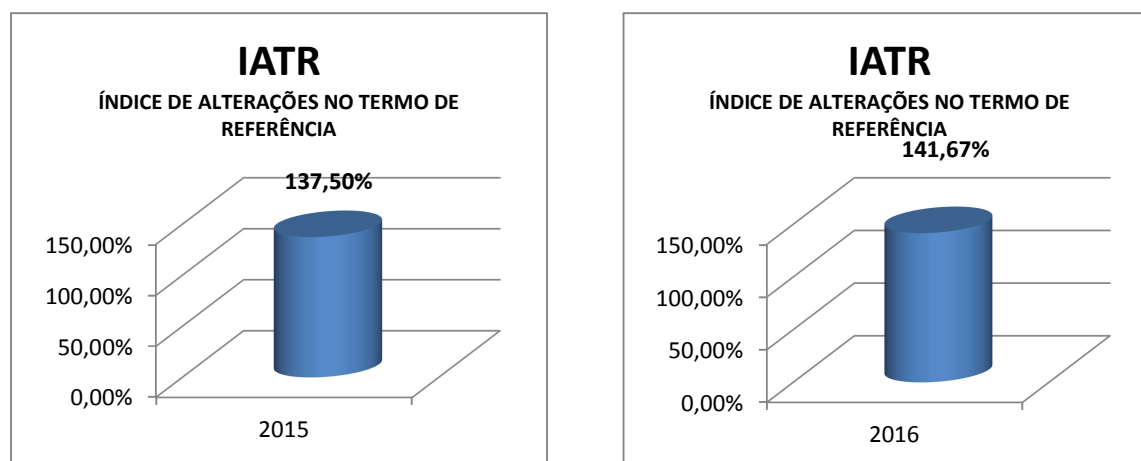 IATR
ÍNDICE DE ALTERAÇÕES NO TERMO DE
REFERÊNCIA
137,50%
150,00%
100,00%
50,00%
0,00%
2015
IATR
ÍNDICE DE ALTERAÇÕES NO TERMO DE
REFERÊNCIA
141,67%
150,00%
100,00%
50,00%
0,00%
2016